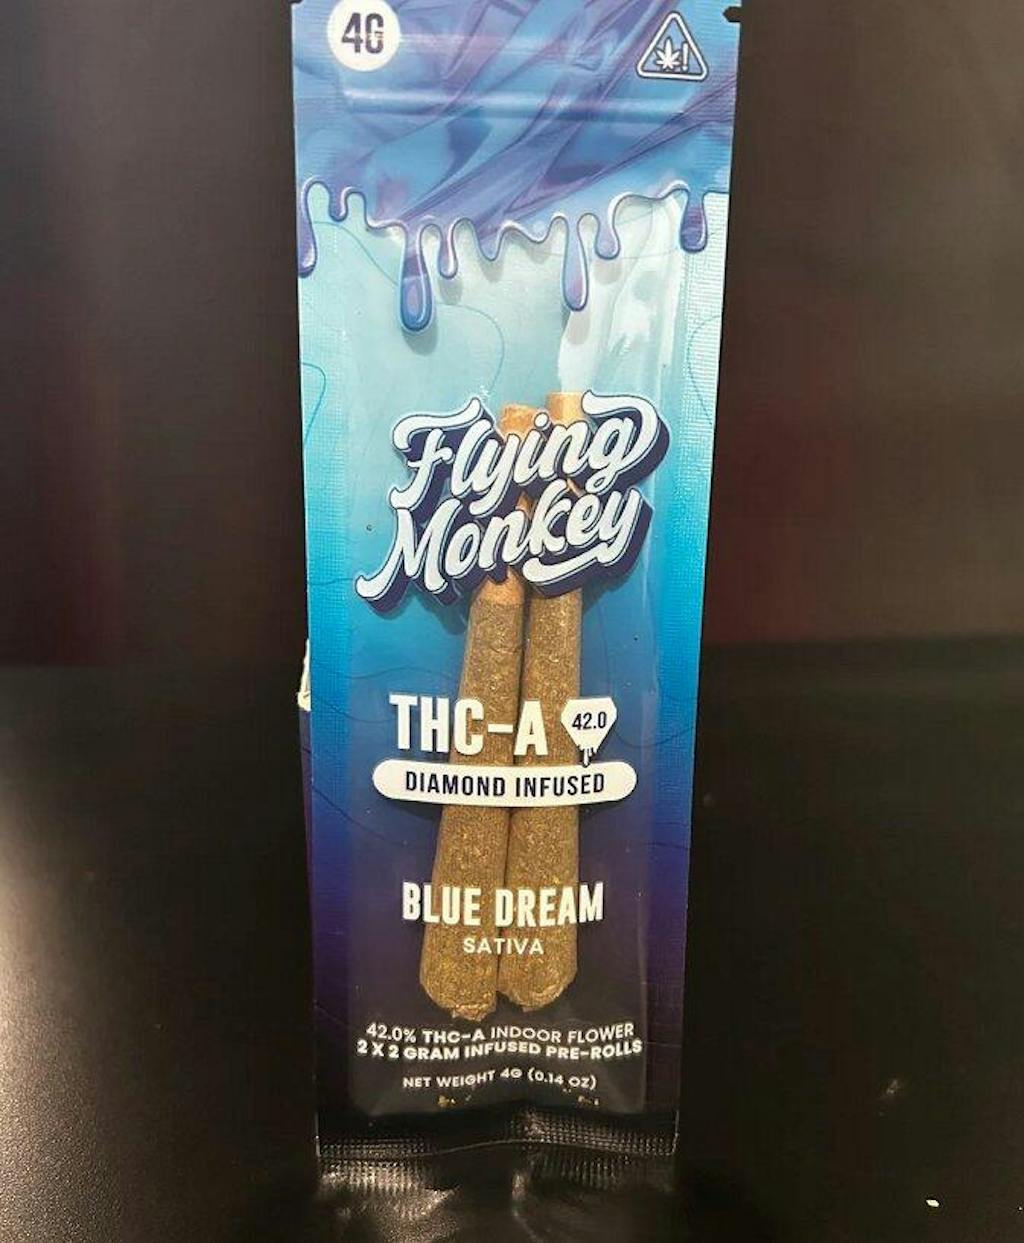 4G
!
Flying
Monkey
THC-A 42.0
DIAMOND INFUSED
BLUE DREAM
SATIVA
42.0% THC-A INDOOR FLOWER
2 X 2 GRAM INFUSED PRE-ROLLS
NET WEIGHT 4G (0.14 OZ)